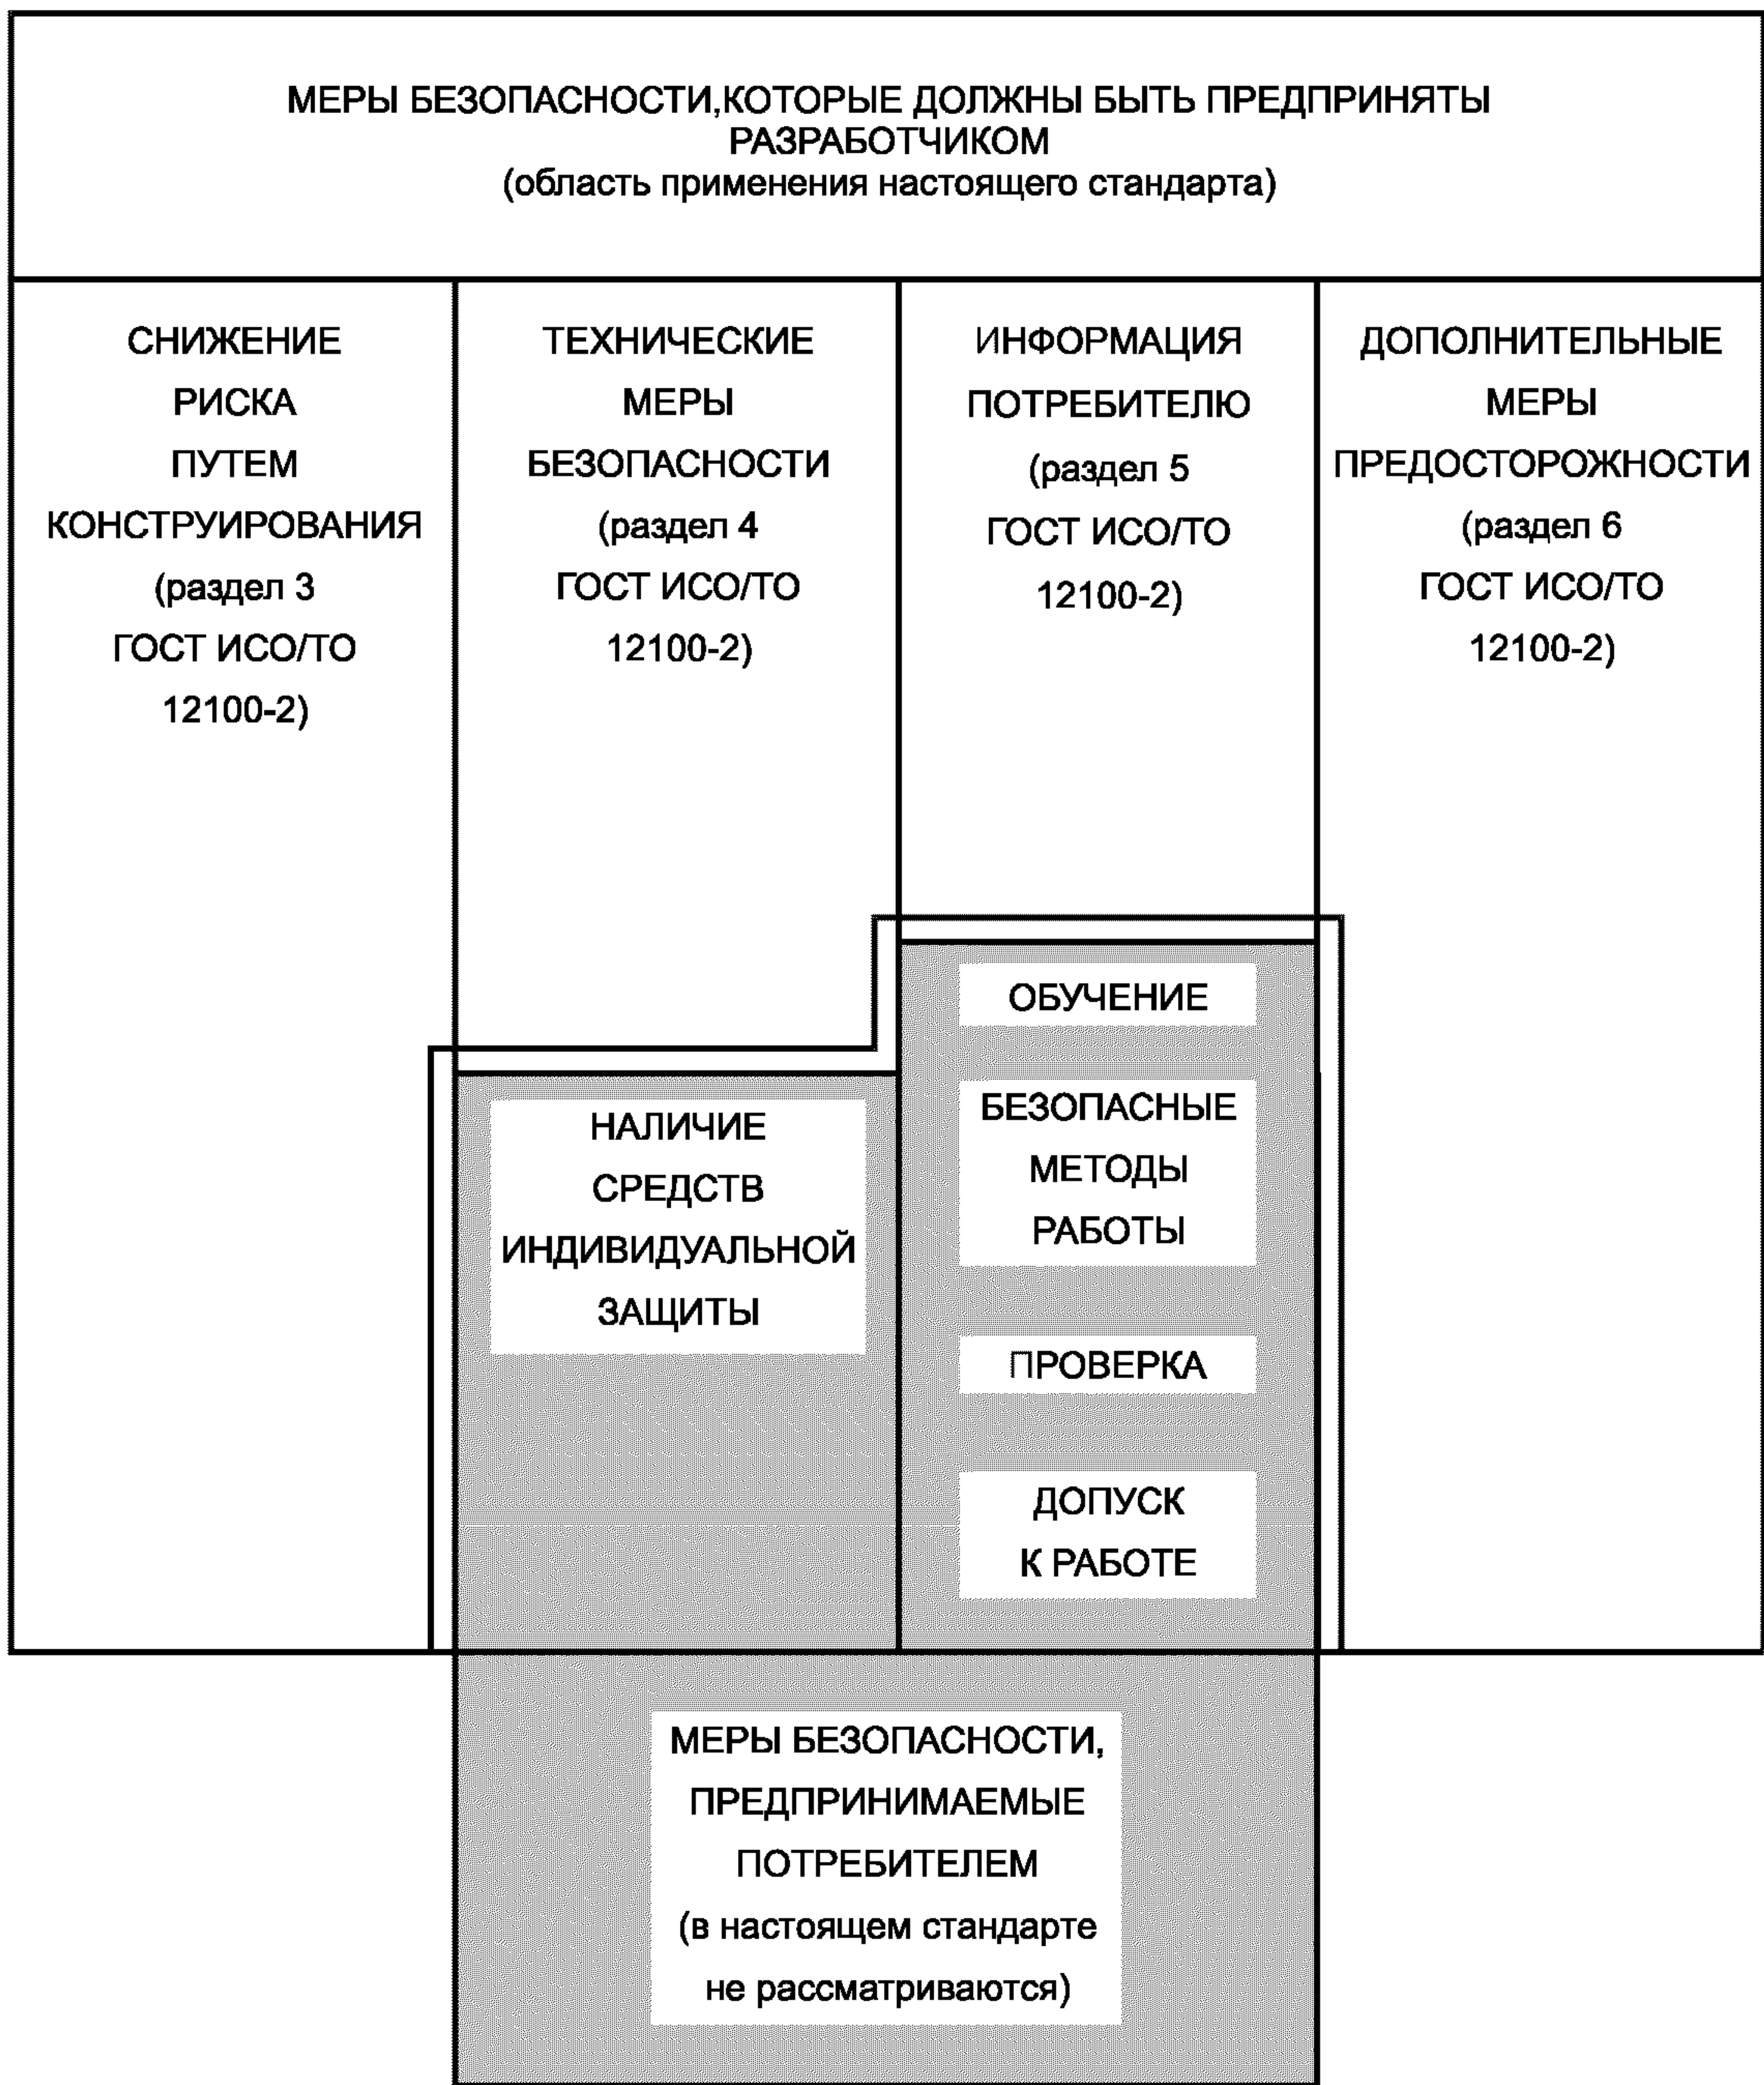 МЕРЫ БЕЗОПАСНОСТИ,КОТОРЫЕ ДОЛЖНЫ БЫТЬ ПРЕДПРИНЯТЫ
РАЗРАБОТЧИКОМ
(область применения настоящего стандарта)
СНИЖЕНИЕ
РИСКА
ПУТЕМ
КОНСТРУИРОВАНИЯ
(раздел 3
ГОСТ ИСО/ТО
12100-2)
ТЕХНИЧЕСКИЕ
МЕРЫ
БЕЗОПАСНОСТИ
(раздел 4
ГОСТ ИСО/ТО
12100-2)
ИНФОРМАЦИЯ
ПОТРЕБИТЕЛЮ
(раздел 5
ГОСТ ИСО/ТО
12100-2)
ДОПОЛНИТЕЛЬНЫЕ
МЕРЫ
ПРЕДОСТОРОЖНОСТИ
(раздел 6
ГОСТ ИСО/ТО
12100-2)
НАЛИЧИЕ
СРЕДСТВ
ИНДИВИДУАЛЬНОЙ
ЗАЩИТЫ
ОБУЧЕНИЕ
БЕЗОПАСНЫЕ
МЕТОДЫ
РАБОТЫ
ПРОВЕРКА
ДОПУСК
К РАБОТЕ
МЕРЫ БЕЗОПАСНОСТИ,
ПРЕДПРИНИМАЕМЫЕ
ПОТРЕБИТЕЛЕМ
(в настоящем стандарте
не рассматриваются)